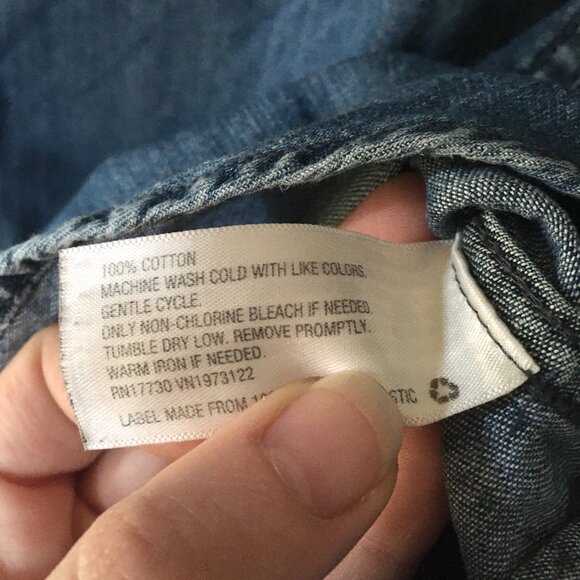 100% COTTON
MACHINE WASH COLD WITH LIKE COLORS.
GENTLE CYCLE.
ONLY NON-CHLORINE BLEACH IF NEEDED.
TUMBLE DRY LOW. REMOVE PROMPTLY.
WARM IRON IF NEEDED.
RN17730 VN1973122
LABEL MADE FROM